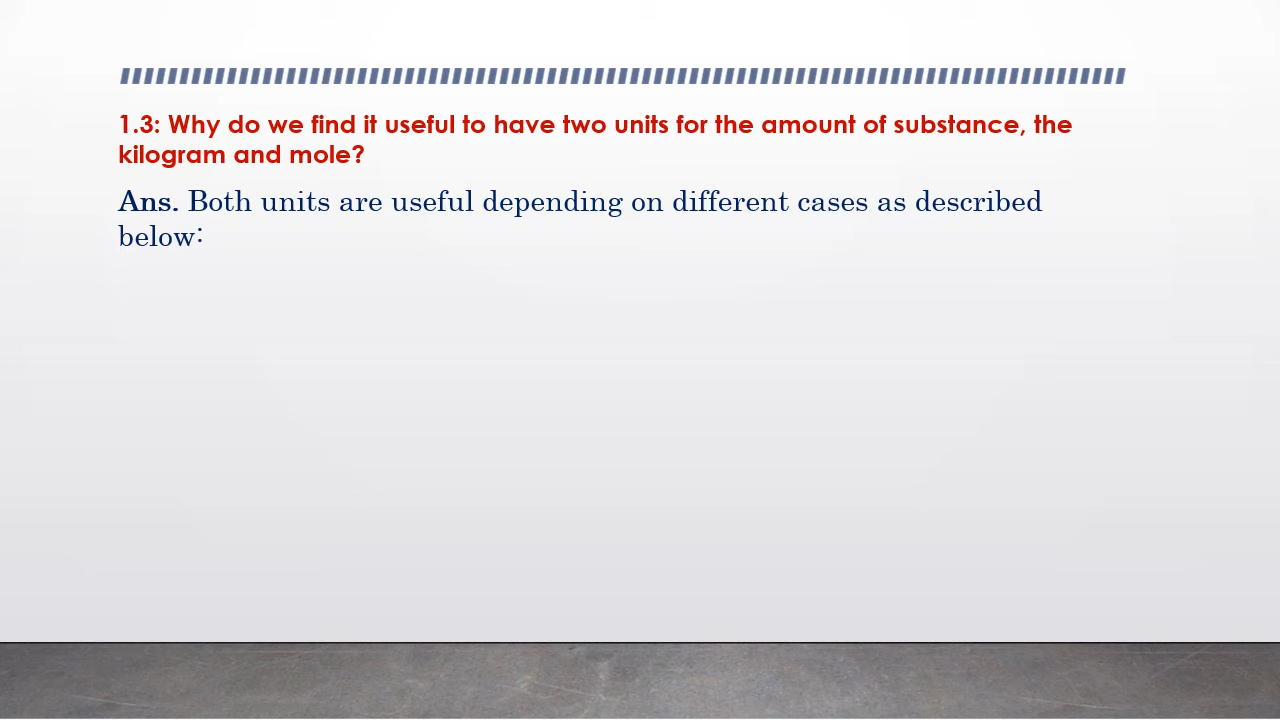 1.3: Why do we find it useful to have two units for the amount of substance, the
kilogram and mole?
Ans. Both units are useful depending on different cases as described
below: